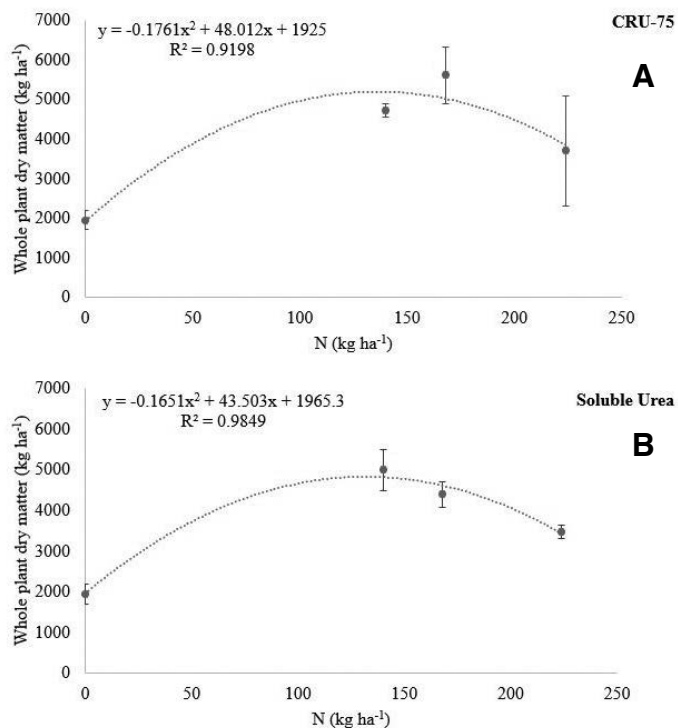 7000
y = -0.1761x² + 48.012x + 1925
R² = 0.9198
CRU-75
A
6000
5000
4000
3000
2000
1000
0
Whole plant dry matter (kg ha⁻¹)
0 50 100 150 200 250
N (kg ha⁻¹)
7000
y = -0.1651x² + 43.503x + 1965.3
R² = 0.9849
Soluble Urea
B
6000
5000
4000
3000
2000
1000
0
Whole plant dry matter (kg ha⁻¹)
0 50 100 150 200 250
N (kg ha⁻¹)